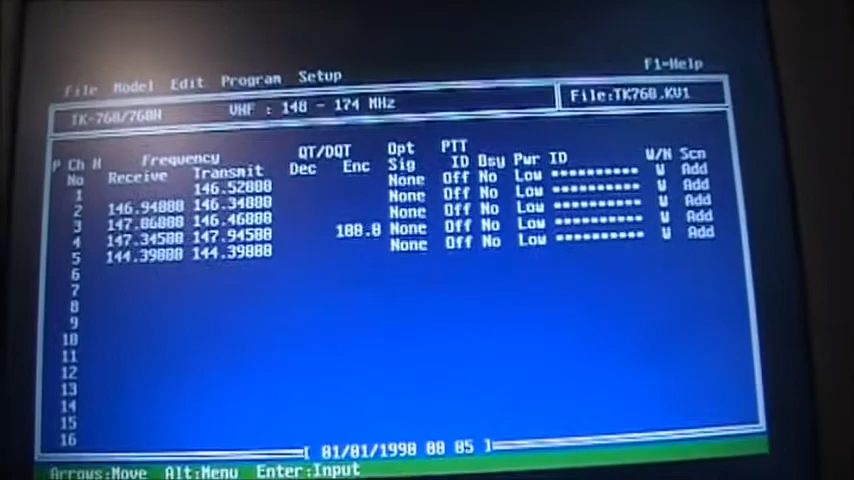 F1=Help
File Model Edit Program Setup
TK-768/768H VHF : 148 - 174 MHz File:TK768.KV1
P Ch N Frequency QT/DQT Opt PTT
No Receive Transmit Dec Enc Sig ID Bsy Pwr ID W/N Scn
1 146.52000 None Off No Low ********** W Add
2 146.94000 146.34000 None Off No Low ********** W Add
3 147.06000 146.46000 None Off No Low ********** W Add
4 147.34500 147.94500 100.0 None Off No Low ********** W Add
5 144.39000 144.39000 None Off No Low ********** W Add
6
7
8
9
10
11
12
13
14
15
16
[ 01/01/1998 00 05 ]
Arrows:Move Alt:Menu Enter:Input